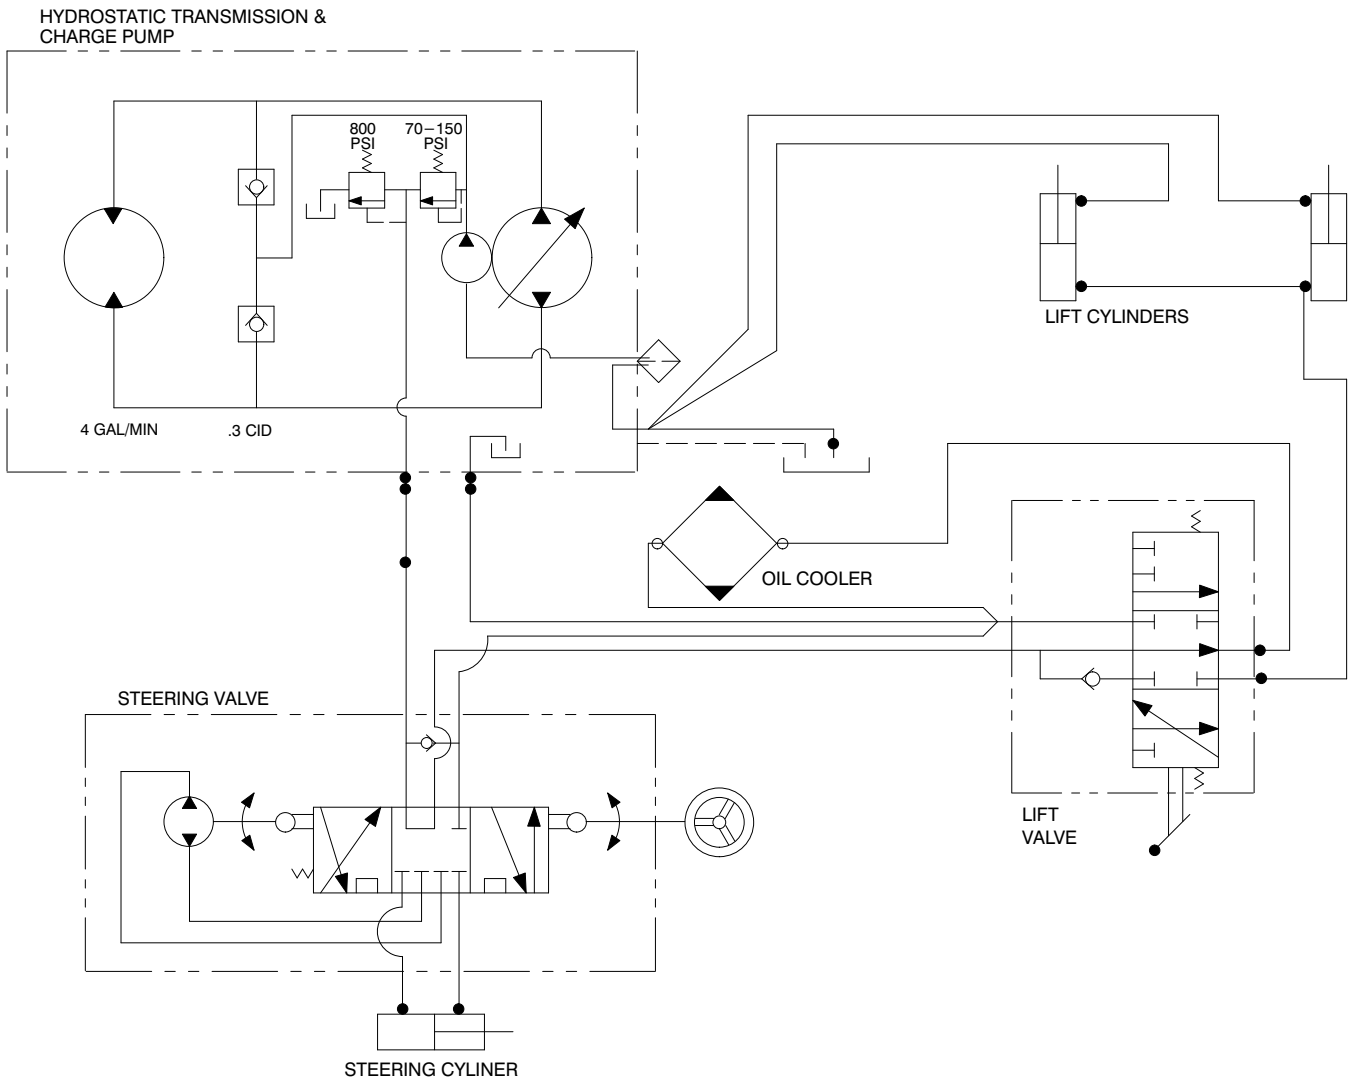 HYDROSTATIC TRANSMISSION &
CHARGE PUMP
800
PSI
70–150
PSI
4 GAL/MIN
.3 CID
LIFT CYLINDERS
OIL COOLER
STEERING VALVE
LIFT
VALVE
STEERING CYLINER